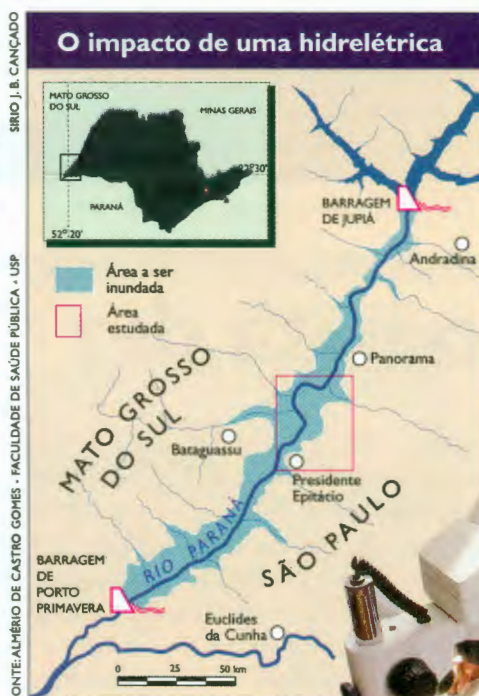 O impacto de uma hidrelétrica
SIRIO J. B. CANÇADO
MATO GROSSO
DO SUL
MINAS GERAIS
22º30'
PARANÁ
52º20'
BARRAGEM
DE JUPIÁ
Andradina
Área a ser
inundada
Área
estudada
Panorama
MATO GROSSO
DO SUL
Bataguassu
Presidente
Epitácio
RIO PARANÁ
SÃO PAULO
BARRAGEM
DE
PORTO
PRIMAVERA
Euclides
da Cunha
0 25 50 km
FONTE: ALMÉRIO DE CASTRO GOMES - FACULDADE DE SAÚDE PÚBLICA - USP